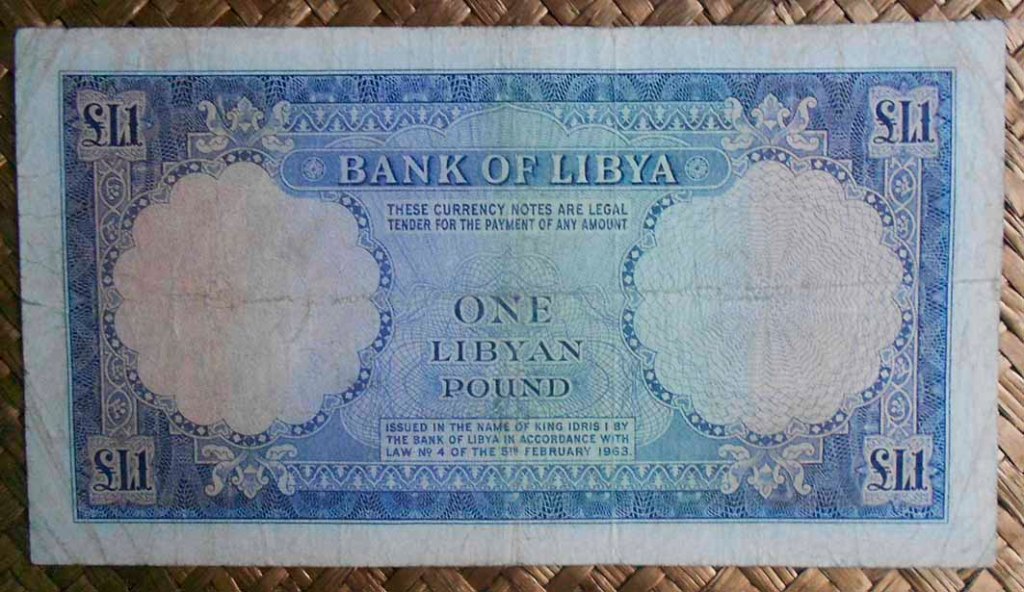 £L1 £L1
BANK OF LIBYA
THESE CURRENCY NOTES ARE LEGAL
TENDER FOR THE PAYMENT OF ANY AMOUNT
ONE
LIBYAN
POUND
ISSUED IN THE NAME OF KING IDRIS I BY
THE BANK OF LIBYA IN ACCORDANCE WITH
LAW Nº 4 OF THE 5TH FEBRUARY 1963.
£L1 £L1